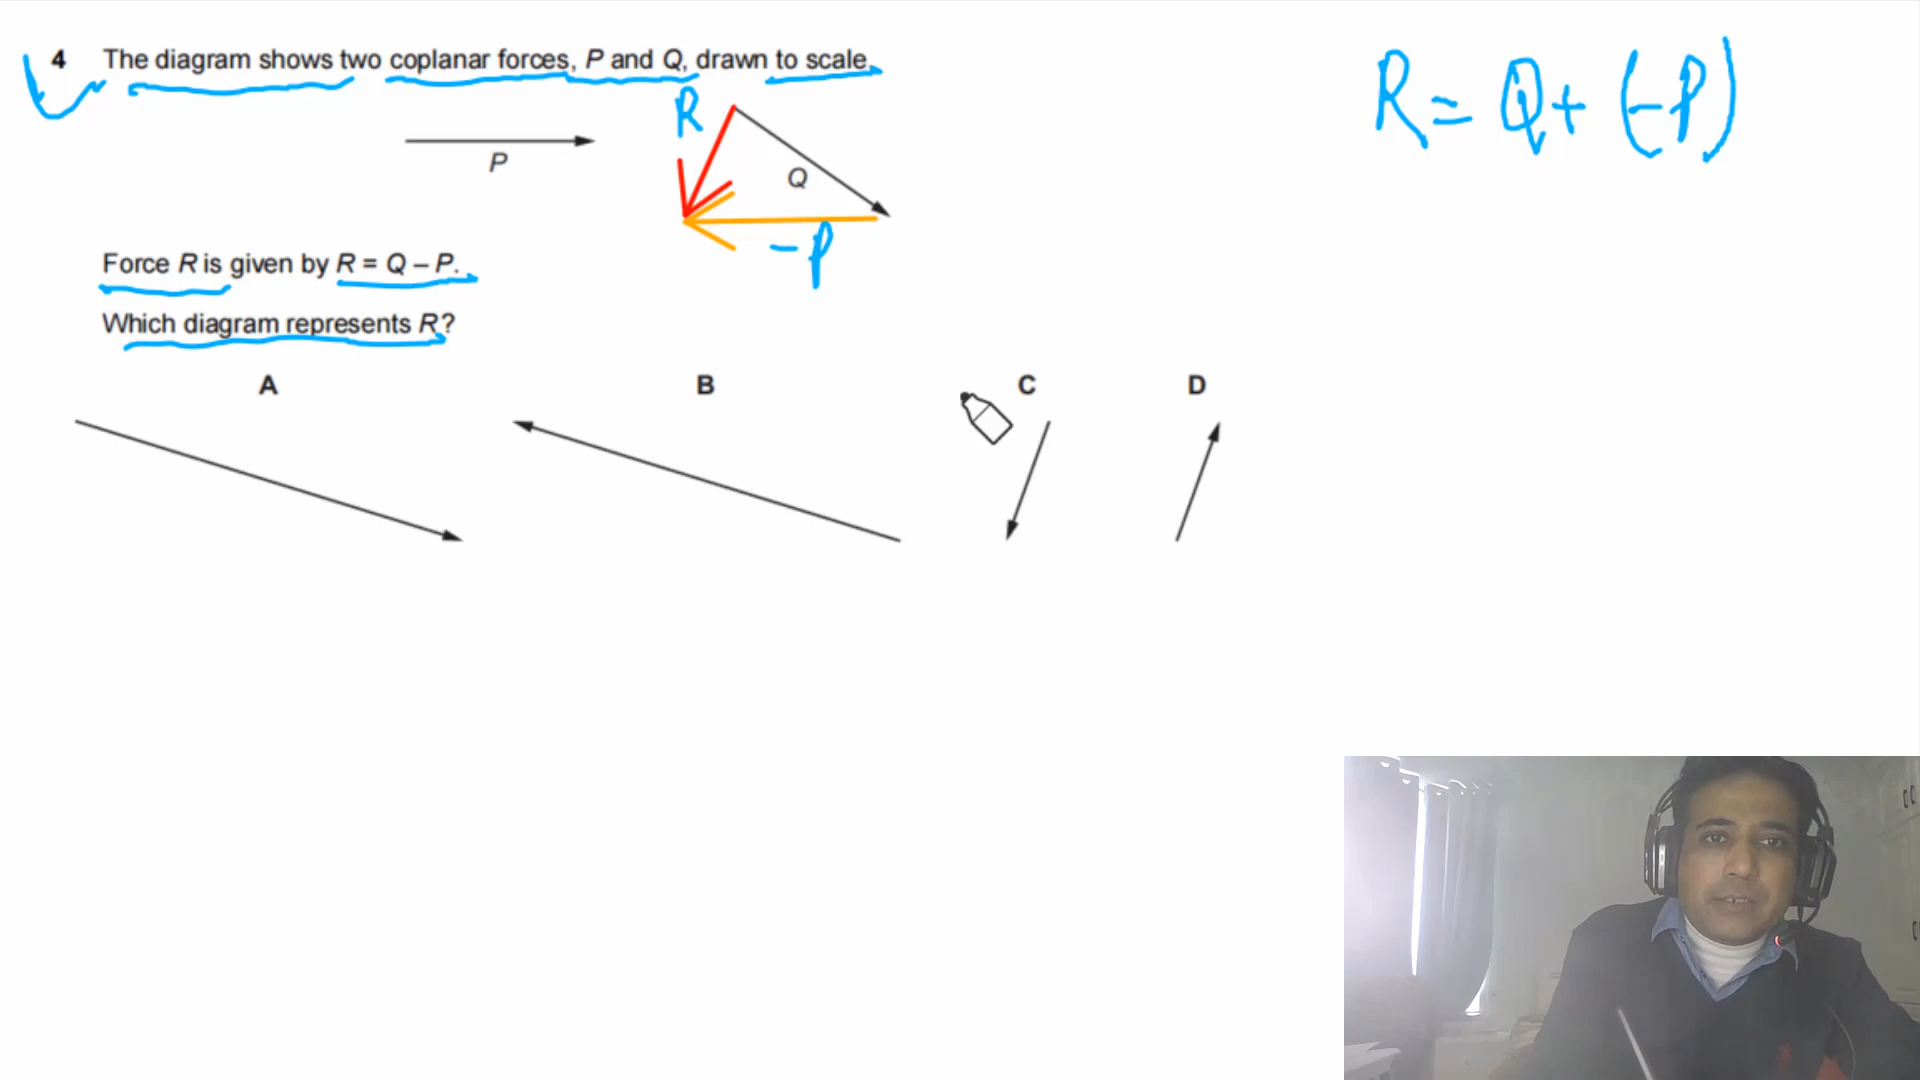 4 The diagram shows two coplanar forces, P and Q, drawn to scale.
R = Q + (-P)
R
P
Q
-P
Force R is given by R = Q – P.
Which diagram represents R?
A B C D